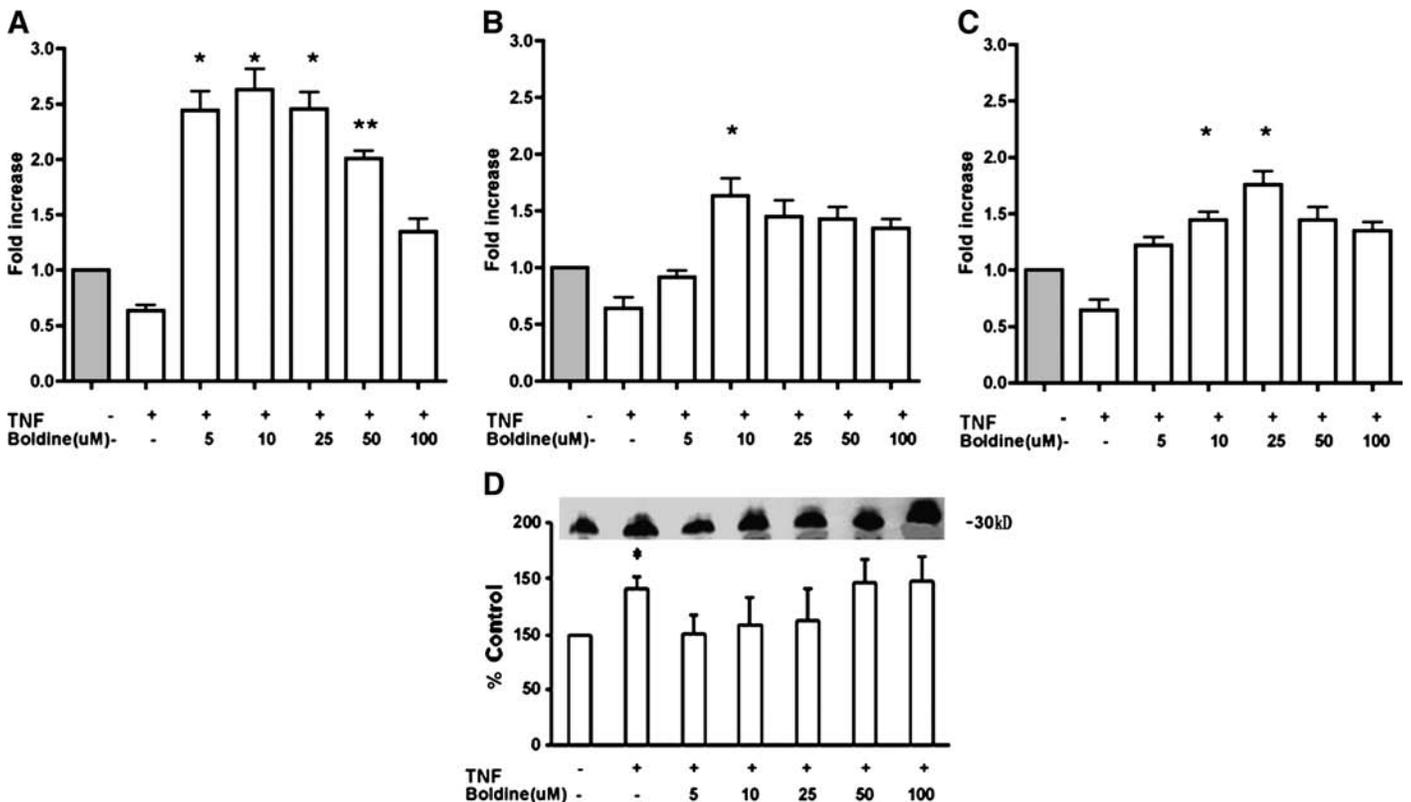 A
3.0
2.5
2.0
1.5
1.0
0.5
0.0
Fold increase
* * *
**
TNF - + + + + + +
Boldine(uM)- - 5 10 25 50 100
B
3.0
2.5
2.0
1.5
1.0
0.5
0.0
Fold increase
*
TNF - + + + + + +
Boldine(uM)- - 5 10 25 50 100
C
3.0
2.5
2.0
1.5
1.0
0.5
0.0
Fold increase
* *
TNF - + + + + + +
Boldine(uM)- - 5 10 25 50 100
D
-30kD
200
150
150
50
0
% Control
*
TNF - + + + + + +
Boldine(uM) - - 5 10 25 50 100